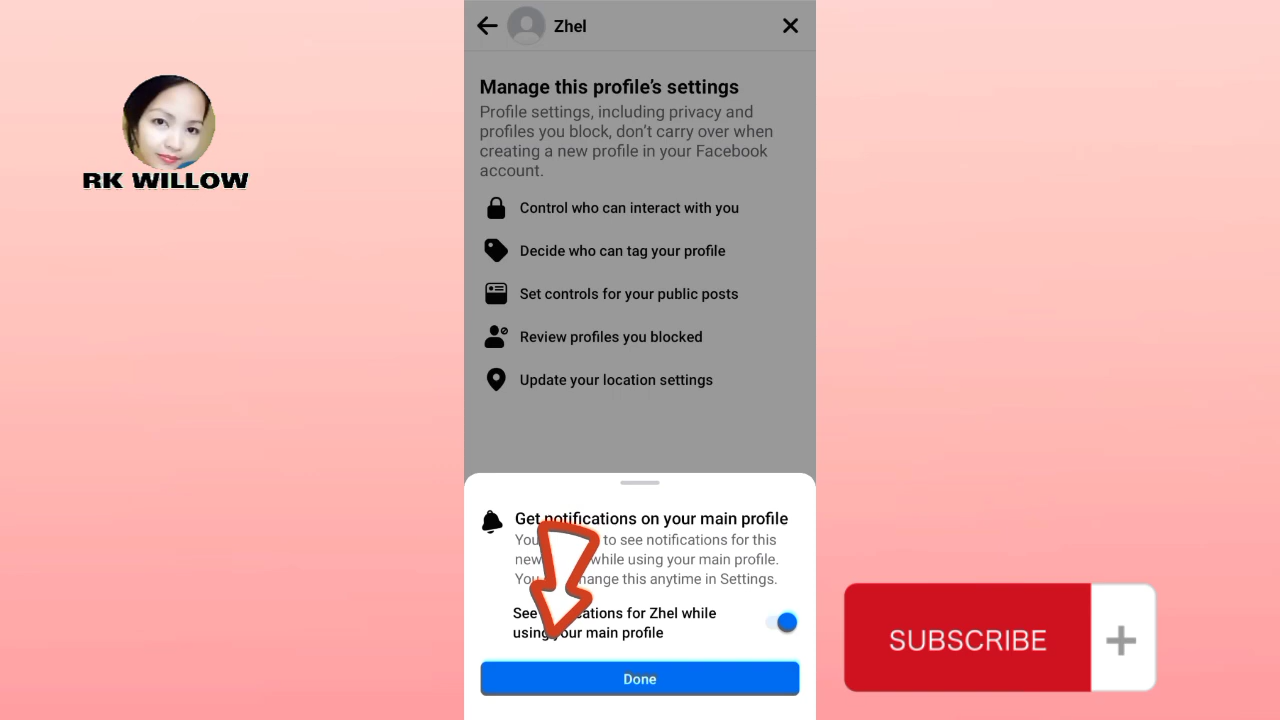 Zhel
RK WILLOW
Manage this profile's settings
Profile settings, including privacy and
profiles you block, don't carry over when
creating a new profile in your Facebook
account.
Control who can interact with you
Decide who can tag your profile
Set controls for your public posts
Review profiles you blocked
Update your location settings
Get notifications on your main profile
to see notifications for this
new while using your main profile.
change this anytime in Settings.
See for Zhel while
using your main profile
Done
SUBSCRIBE +